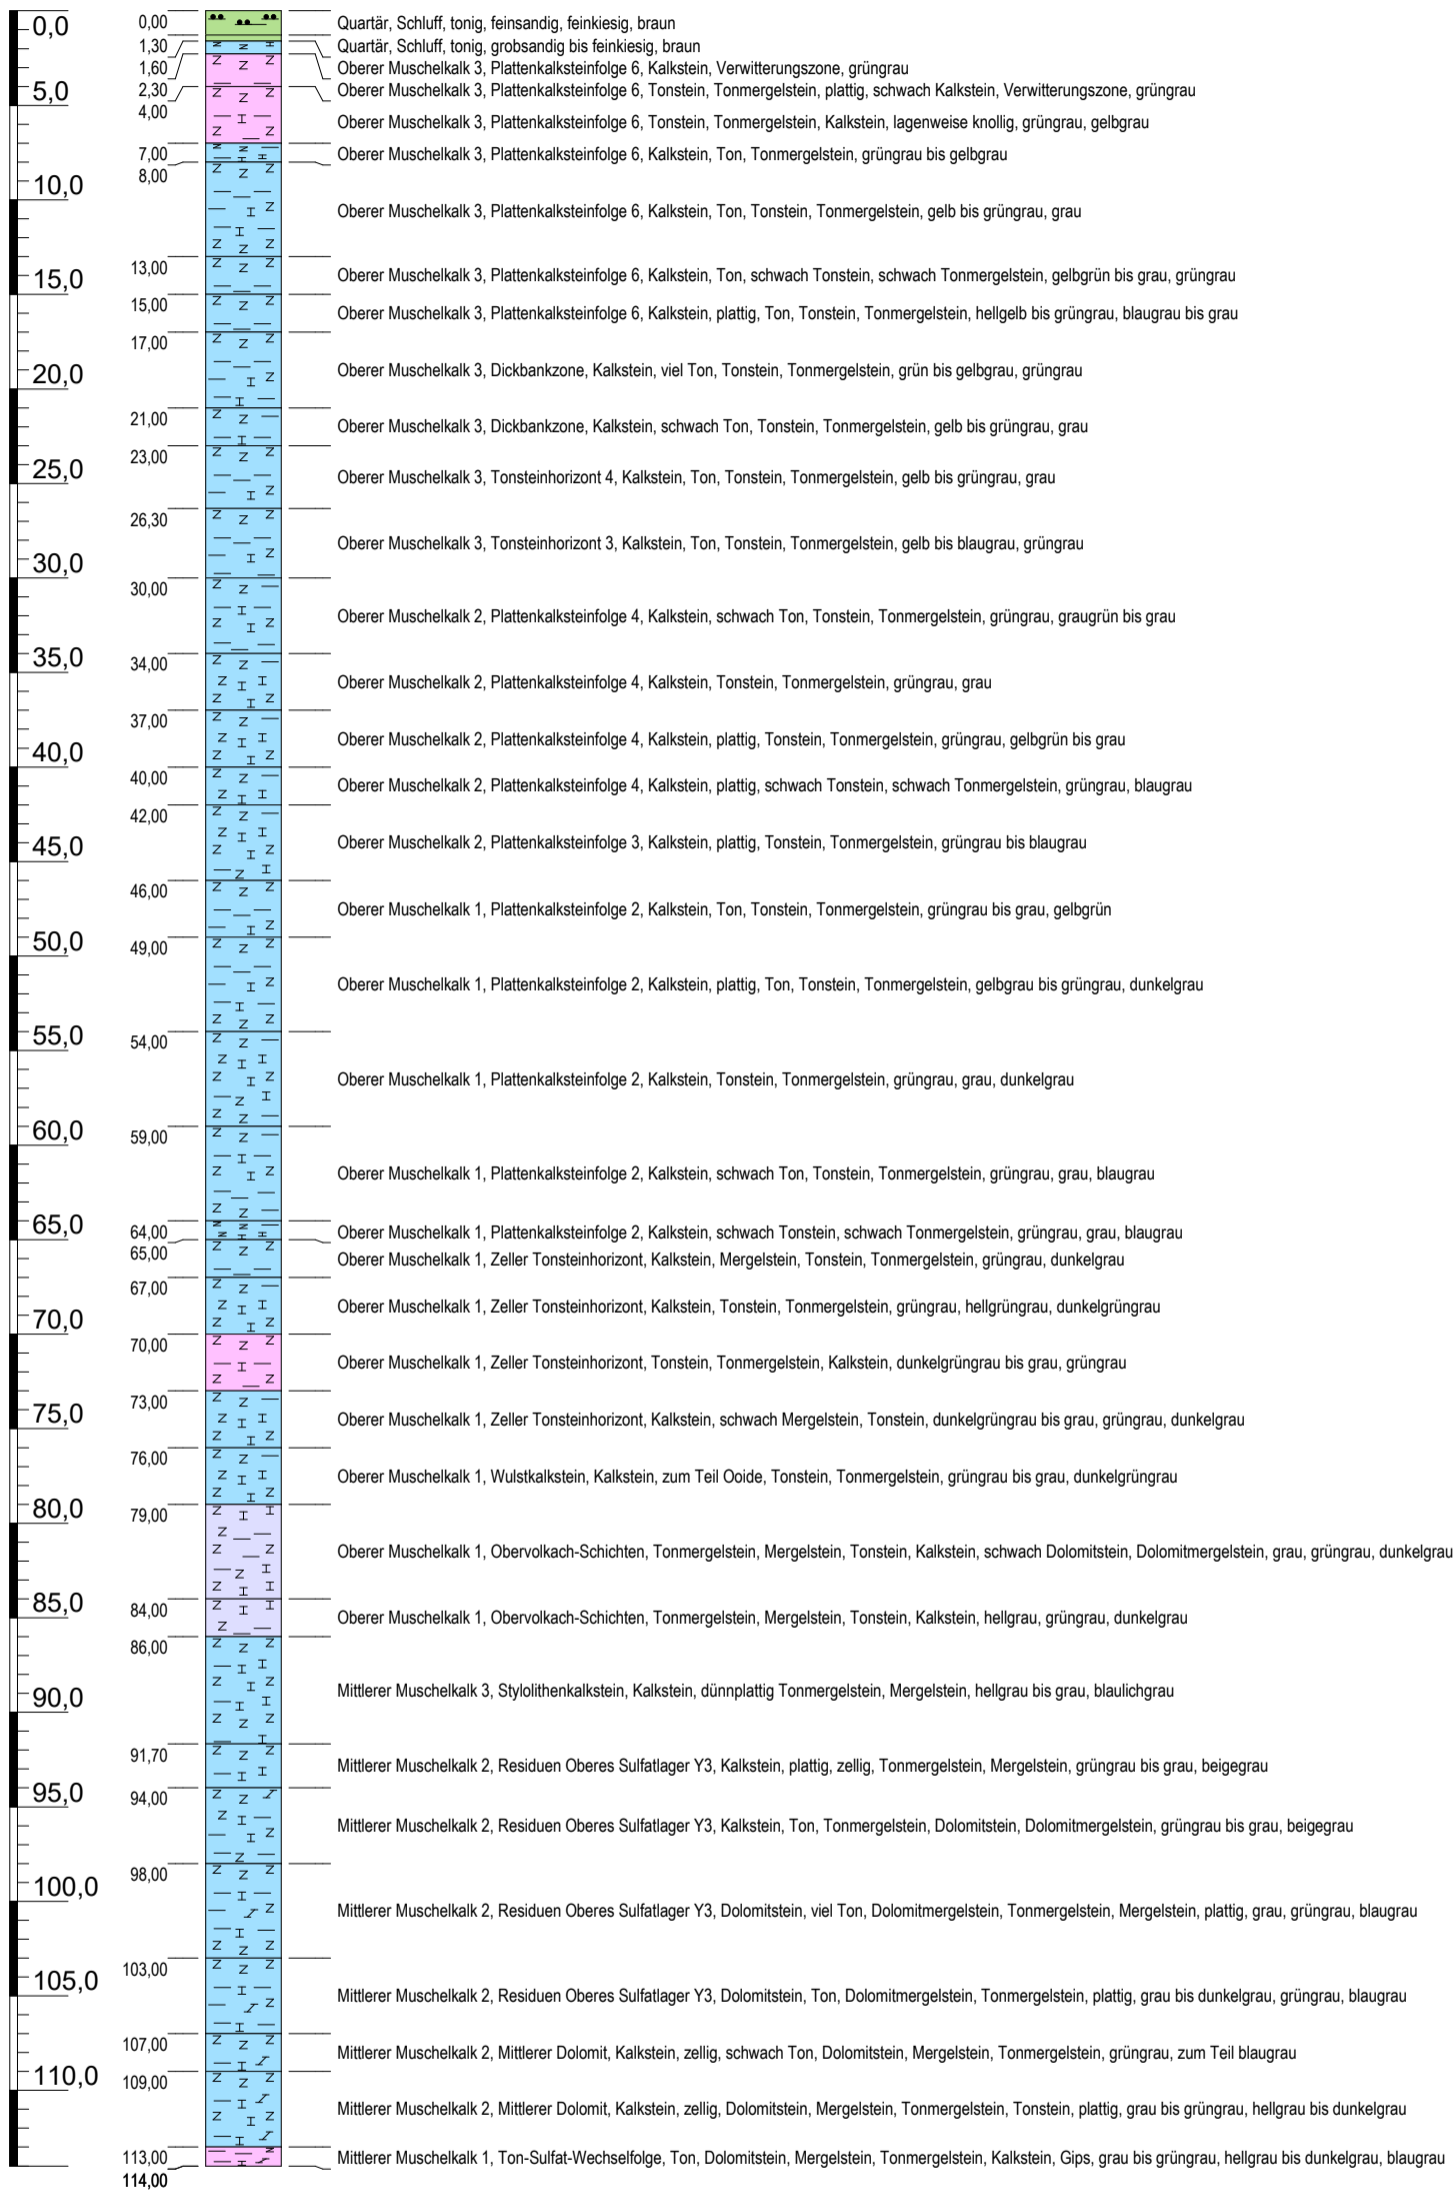 0,0
5,0
10,0
15,0
20,0
25,0
30,0
35,0
40,0
45,0
50,0
55,0
60,0
65,0
70,0
75,0
80,0
85,0
90,0
95,0
100,0
105,0
110,0
0,00 Quartär, Schluff, tonig, feinsandig, feinkiesig, braun
1,30 Quartär, Schluff, tonig, grobsandig bis feinkiesig, braun
1,60 Oberer Muschelkalk 3, Plattenkalksteinfolge 6, Kalkstein, Verwitterungszone, grüngrau
2,30 Oberer Muschelkalk 3, Plattenkalksteinfolge 6, Tonstein, Tonmergelstein, plattig, schwach Kalkstein, Verwitterungszone, grüngrau
4,00 Oberer Muschelkalk 3, Plattenkalksteinfolge 6, Tonstein, Tonmergelstein, Kalkstein, lagenweise knollig, grüngrau, gelbgrau
7,00 Oberer Muschelkalk 3, Plattenkalksteinfolge 6, Kalkstein, Ton, Tonmergelstein, grüngrau bis gelbgrau
8,00 Oberer Muschelkalk 3, Plattenkalksteinfolge 6, Kalkstein, Ton, Tonstein, Tonmergelstein, gelb bis grüngrau, grau
13,00 Oberer Muschelkalk 3, Plattenkalksteinfolge 6, Kalkstein, Ton, schwach Tonstein, schwach Tonmergelstein, gelbgrün bis grau, grüngrau
15,00 Oberer Muschelkalk 3, Plattenkalksteinfolge 6, Kalkstein, plattig, Ton, Tonstein, Tonmergelstein, hellgelb bis grüngrau, blaugrau bis grau
17,00 Oberer Muschelkalk 3, Dickbankzone, Kalkstein, viel Ton, Tonstein, Tonmergelstein, grün bis gelbgrau, grüngrau
21,00 Oberer Muschelkalk 3, Dickbankzone, Kalkstein, schwach Ton, Tonstein, Tonmergelstein, gelb bis grüngrau, grau
23,00 Oberer Muschelkalk 3, Tonsteinhorizont 4, Kalkstein, Ton, Tonstein, Tonmergelstein, gelb bis grüngrau, grau
26,30 Oberer Muschelkalk 3, Tonsteinhorizont 3, Kalkstein, Ton, Tonstein, Tonmergelstein, gelb bis blaugrau, grüngrau
30,00 Oberer Muschelkalk 2, Plattenkalksteinfolge 4, Kalkstein, schwach Ton, Tonstein, Tonmergelstein, grüngrau, graugrün bis grau
34,00 Oberer Muschelkalk 2, Plattenkalksteinfolge 4, Kalkstein, Tonstein, Tonmergelstein, grüngrau, grau
37,00 Oberer Muschelkalk 2, Plattenkalksteinfolge 4, Kalkstein, plattig, Tonstein, Tonmergelstein, grüngrau, gelbgrün bis grau
40,00 Oberer Muschelkalk 2, Plattenkalksteinfolge 4, Kalkstein, plattig, schwach Tonstein, schwach Tonmergelstein, grüngrau, blaugrau
42,00 Oberer Muschelkalk 2, Plattenkalksteinfolge 3, Kalkstein, plattig, Tonstein, Tonmergelstein, grüngrau bis blaugrau
46,00 Oberer Muschelkalk 1, Plattenkalksteinfolge 2, Kalkstein, Ton, Tonstein, Tonmergelstein, grüngrau bis grau, gelbgrün
49,00 Oberer Muschelkalk 1, Plattenkalksteinfolge 2, Kalkstein, plattig, Ton, Tonstein, Tonmergelstein, gelbgrau bis grüngrau, dunkelgrau
54,00 Oberer Muschelkalk 1, Plattenkalksteinfolge 2, Kalkstein, Tonstein, Tonmergelstein, grüngrau, grau, dunkelgrau
59,00 Oberer Muschelkalk 1, Plattenkalksteinfolge 2, Kalkstein, schwach Ton, Tonstein, Tonmergelstein, grüngrau, grau, blaugrau
64,00 Oberer Muschelkalk 1, Plattenkalksteinfolge 2, Kalkstein, schwach Tonstein, schwach Tonmergelstein, grüngrau, grau, blaugrau
65,00 Oberer Muschelkalk 1, Zeller Tonsteinhorizont, Kalkstein, Mergelstein, Tonstein, Tonmergelstein, grüngrau, dunkelgrau
67,00 Oberer Muschelkalk 1, Zeller Tonsteinhorizont, Kalkstein, Tonstein, Tonmergelstein, grüngrau, hellgrüngrau, dunkelgrüngrau
70,00 Oberer Muschelkalk 1, Zeller Tonsteinhorizont, Tonstein, Tonmergelstein, Kalkstein, dunkelgrüngrau bis grau, grüngrau
73,00 Oberer Muschelkalk 1, Zeller Tonsteinhorizont, Kalkstein, schwach Mergelstein, Tonstein, dunkelgrüngrau bis grau, grüngrau, dunkelgrau
76,00 Oberer Muschelkalk 1, Wulstkalkstein, Kalkstein, zum Teil Ooide, Tonstein, Tonmergelstein, grüngrau bis grau, dunkelgrüngrau
79,00 Oberer Muschelkalk 1, Obervolkach-Schichten, Tonmergelstein, Mergelstein, Tonstein, Kalkstein, schwach Dolomitstein, Dolomitmergelstein, grau, grüngrau, dunkelgrau
84,00 Oberer Muschelkalk 1, Obervolkach-Schichten, Tonmergelstein, Mergelstein, Tonstein, Kalkstein, hellgrau, grüngrau, dunkelgrau
86,00 Mittlerer Muschelkalk 3, Stylolithenkalkstein, Kalkstein, dünnplattig Tonmergelstein, Mergelstein, hellgrau bis grau, blaulichgrau
91,70 Mittlerer Muschelkalk 2, Residuen Oberes Sulfatlager Y3, Kalkstein, plattig, zellig, Tonmergelstein, Mergelstein, grüngrau bis grau, beigegrau
94,00 Mittlerer Muschelkalk 2, Residuen Oberes Sulfatlager Y3, Kalkstein, Ton, Tonmergelstein, Dolomitstein, Dolomitmergelstein, grüngrau bis grau, beigegrau
98,00 Mittlerer Muschelkalk 2, Residuen Oberes Sulfatlager Y3, Dolomitstein, viel Ton, Dolomitmergelstein, Tonmergelstein, Mergelstein, plattig, grau, grüngrau, blaugrau
103,00 Mittlerer Muschelkalk 2, Residuen Oberes Sulfatlager Y3, Dolomitstein, Ton, Dolomitmergelstein, Tonmergelstein, plattig, grau bis dunkelgrau, grüngrau, blaugrau
107,00 Mittlerer Muschelkalk 2, Mittlerer Dolomit, Kalkstein, zellig, schwach Ton, Dolomitstein, Mergelstein, Tonmergelstein, grüngrau, zum Teil blaugrau
109,00 Mittlerer Muschelkalk 2, Mittlerer Dolomit, Kalkstein, zellig, Dolomitstein, Mergelstein, Tonmergelstein, Tonstein, plattig, grau bis grüngrau, hellgrau bis dunkelgrau
113,00 Mittlerer Muschelkalk 1, Ton-Sulfat-Wechselfolge, Ton, Dolomitstein, Mergelstein, Tonmergelstein, Kalkstein, Gips, grau bis grüngrau, hellgrau bis dunkelgrau, blaugrau
114,00